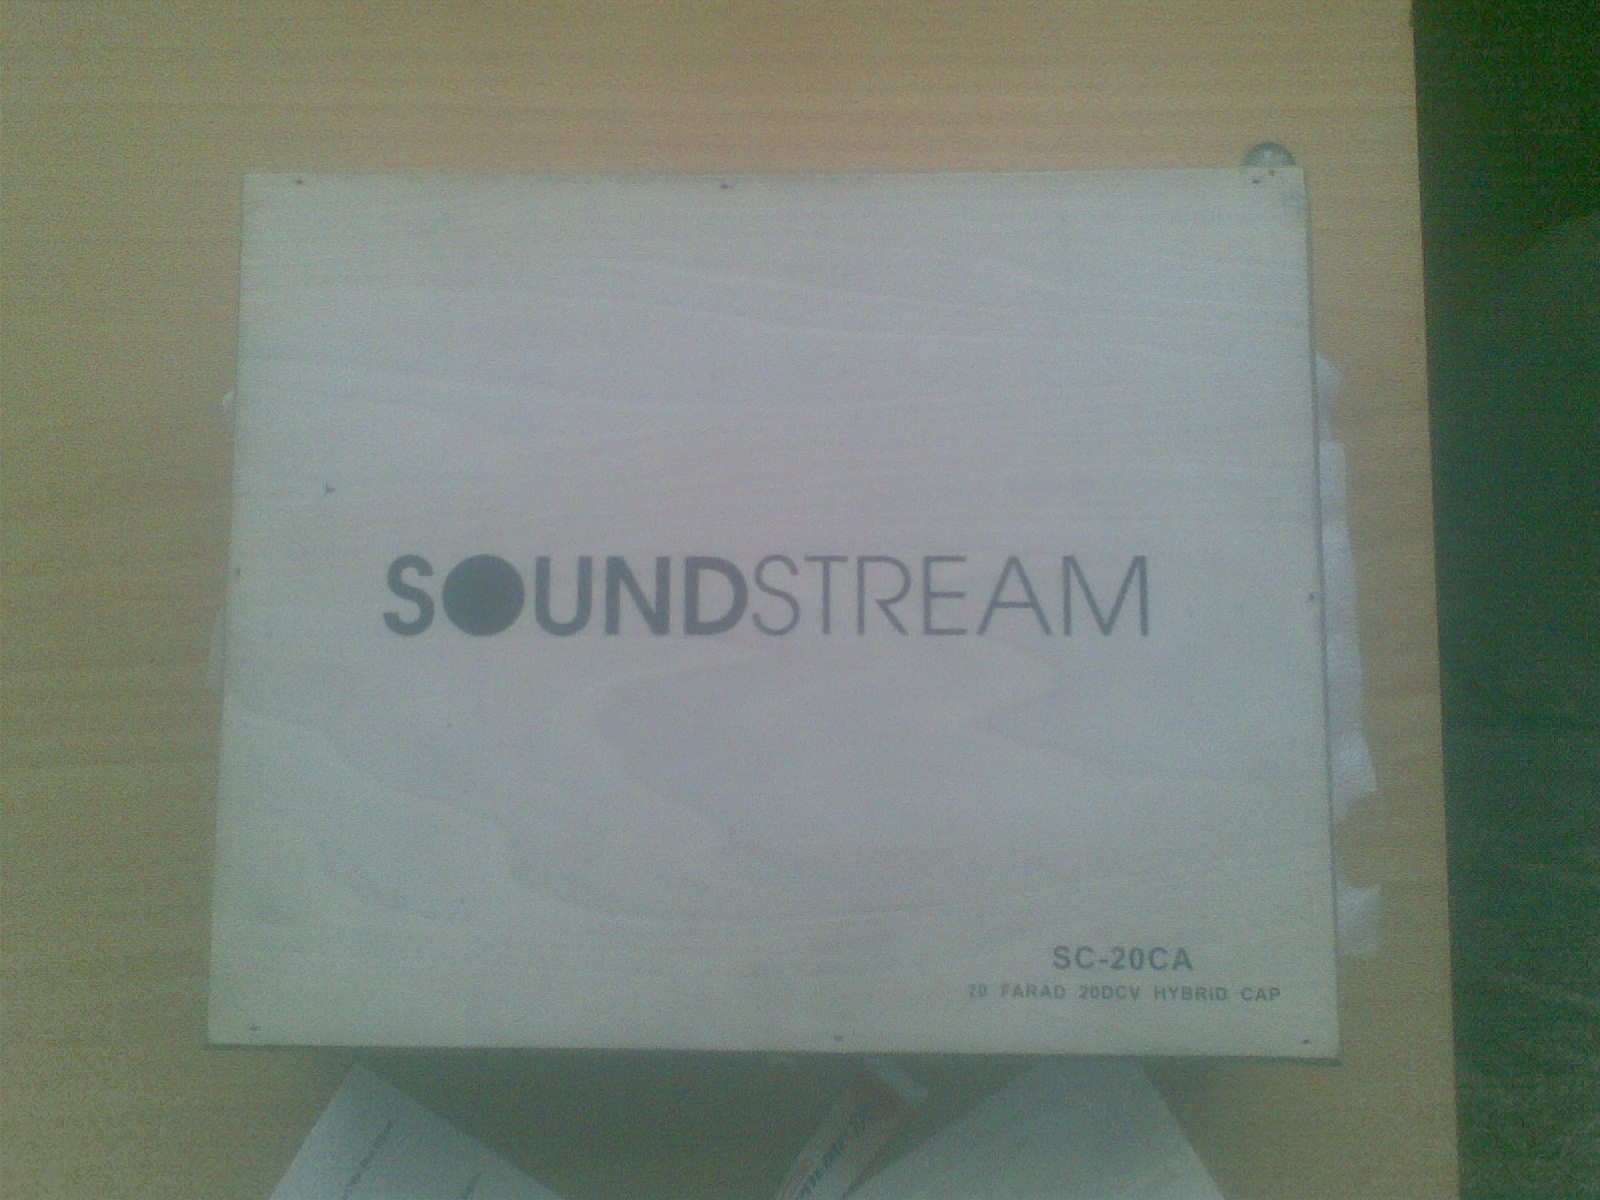 SOUNDSTREAM
SC-20CA
20 FARAD 20DCV HYBRID CAP